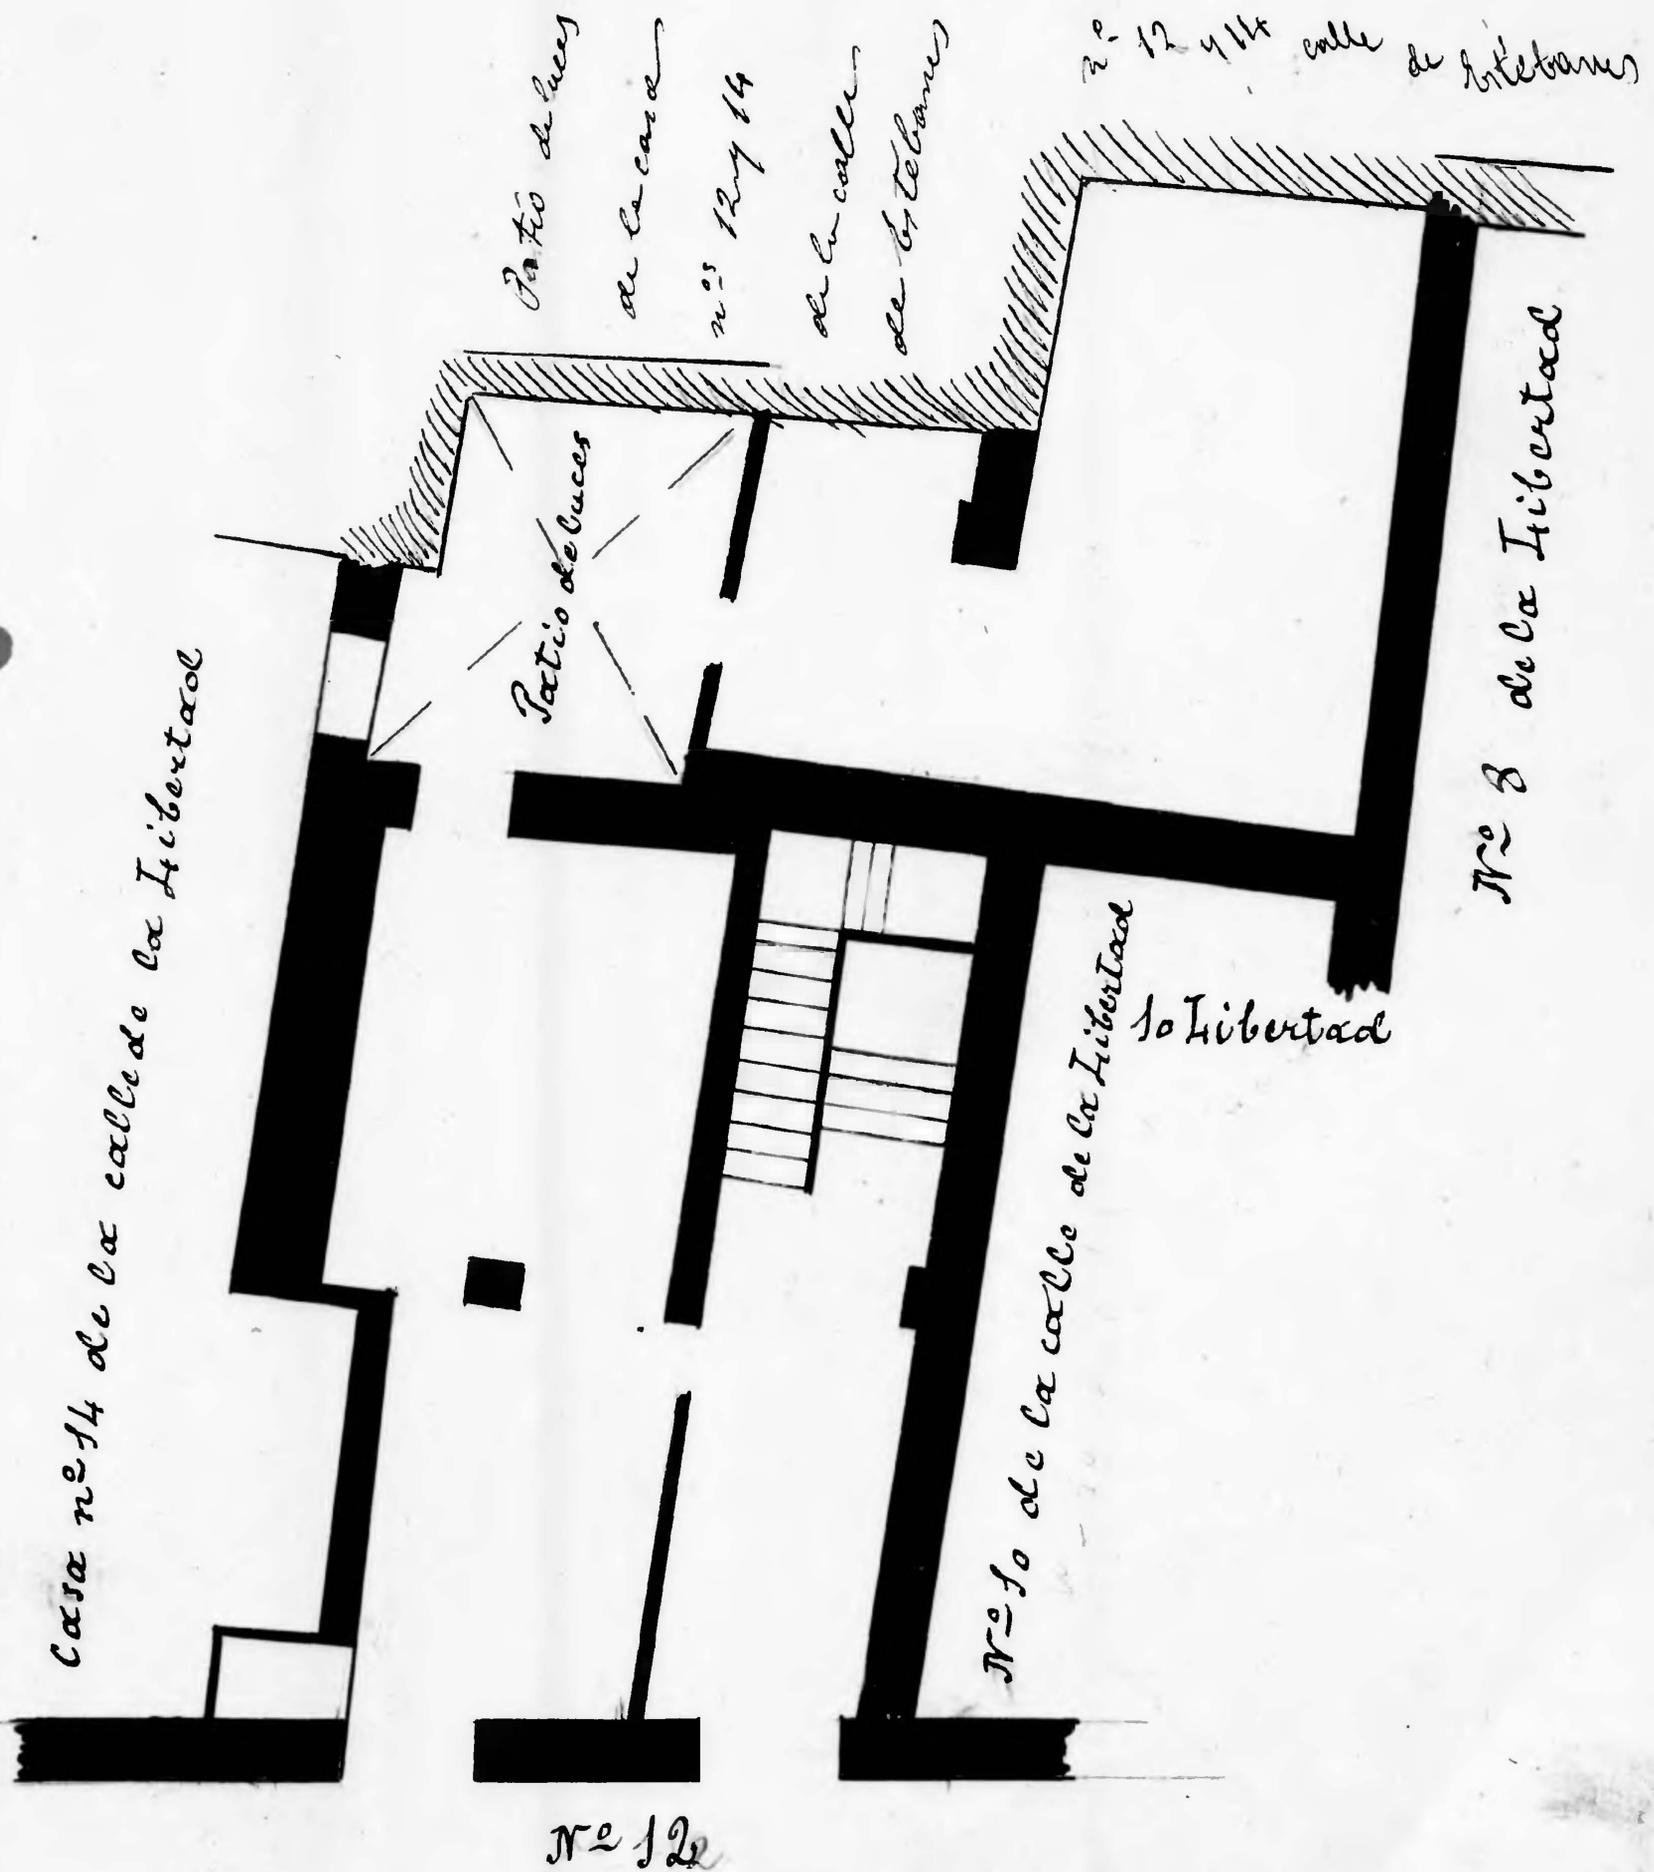 nº 12 y 14 calle de Estébanes
Patio de luces
de la casa
nºs 12 y 14
de la calle
de Estébanes
Patio de luces
Casa nº 14 de la calle de la Libertad
Nº 8 de la Libertad
10 Libertad
Nº 10 de la calle de la Libertad
Nº 12